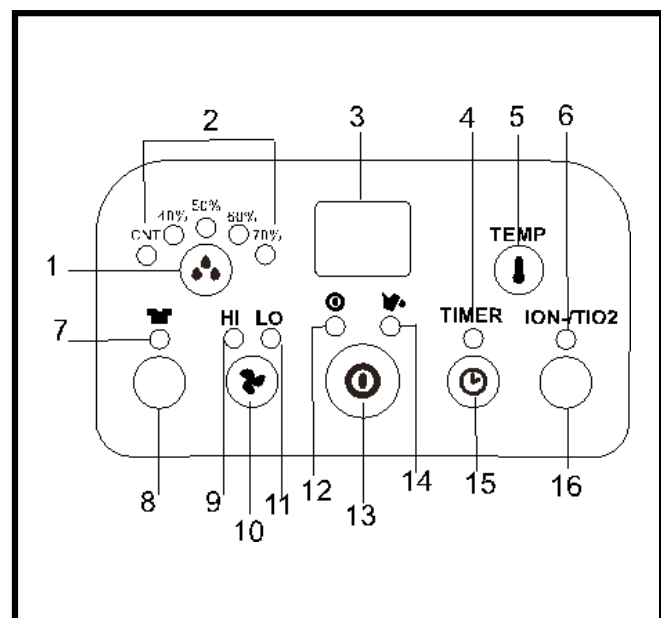 2 3 4 5 6
CNT 40% 50% 60% 70%
TEMP
1
7 HI LO TIMER ION-/TIO2
8 9 10 11 12 13 14 15 16